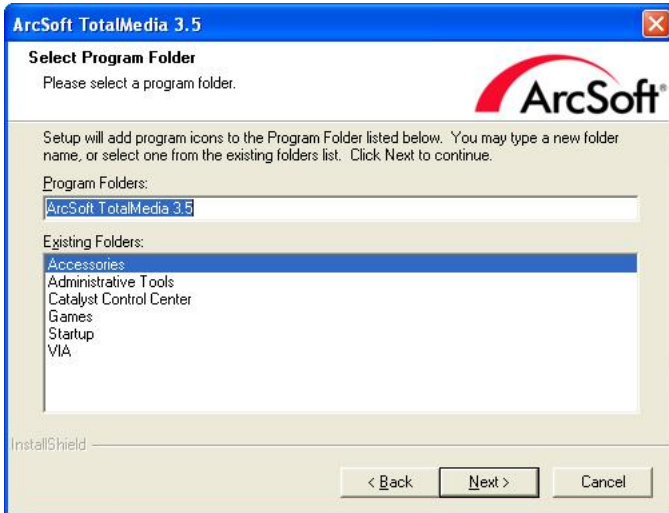 ArcSoft TotalMedia 3.5
Select Program Folder
Please select a program folder.
ArcSoft®
Setup will add program icons to the Program Folder listed below. You may type a new folder
name, or select one from the existing folders list. Click Next to continue.
Program Folders:
ArcSoft TotalMedia 3.5
Existing Folders:
Accessories
Administrative Tools
Catalyst Control Center
Games
Startup
VIA
InstallShield
< Back Next > Cancel